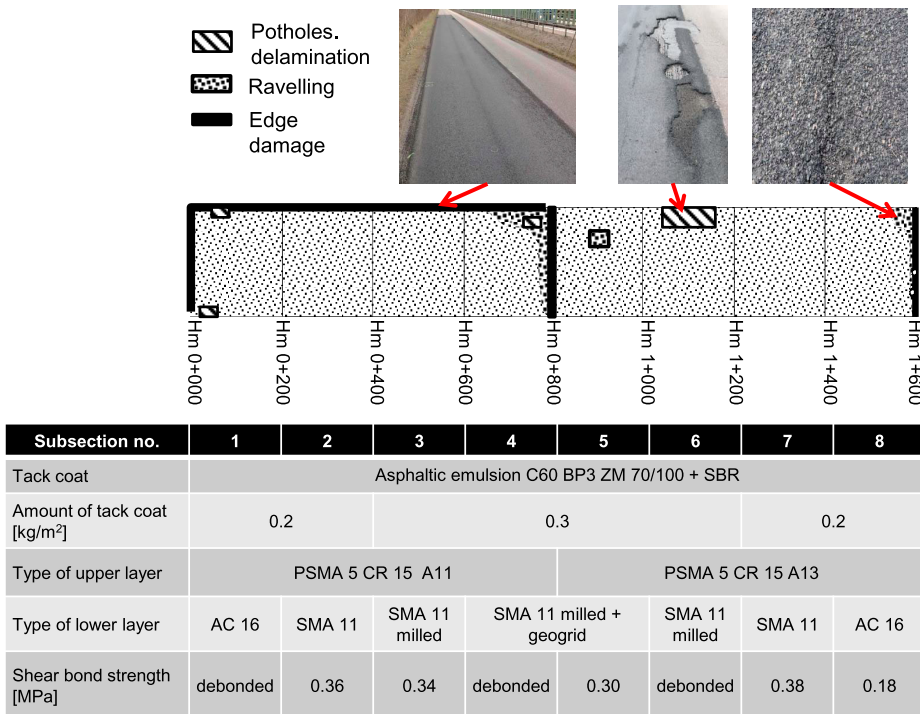 Potholes.
delamination
Ravelling
Edge
damage
Hm 0+000
Hm 0+200
Hm 0+400
Hm 0+600
Hm 0+800
Hm 1+000
Hm 1+200
Hm 1+400
Hm 1+600
Subsection no. 1 2 3 4 5 6 7 8
Tack coat Asphaltic emulsion C60 BP3 ZM 70/100 + SBR
Amount of tack coat
[kg/m²] 0.2 0.3 0.2
Type of upper layer PSMA 5 CR 15 A11 PSMA 5 CR 15 A13
Type of lower layer AC 16 SMA 11 SMA 11
milled SMA 11 milled +
geogrid SMA 11
milled SMA 11 AC 16
Shear bond strength
[MPa] debonded 0.36 0.34 debonded 0.30 debonded 0.38 0.18